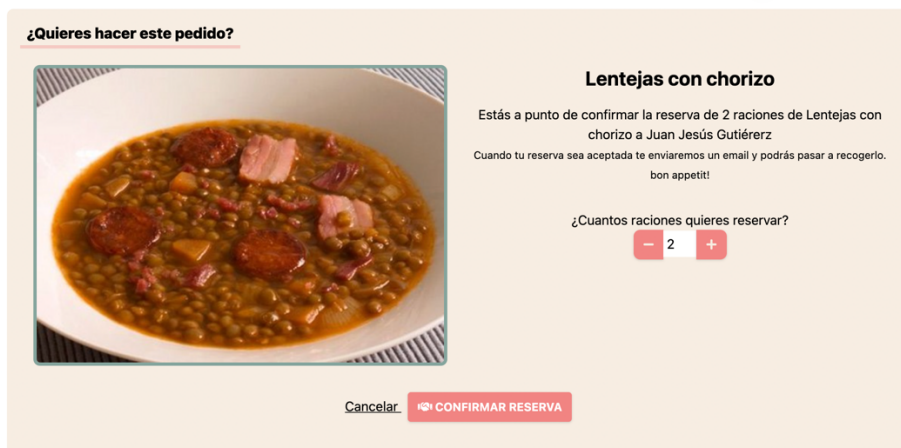 ¿Quieres hacer este pedido?
Lentejas con chorizo
Estás a punto de confirmar la reserva de 2 raciones de Lentejas con
chorizo a Juan Jesús Gutiérerz
Cuando tu reserva sea aceptada te enviaremos un email y podrás pasar a recogerlo.
bon appetit!
¿Cuantos raciones quieres reservar?
− 2 +
Cancelar CONFIRMAR RESERVA